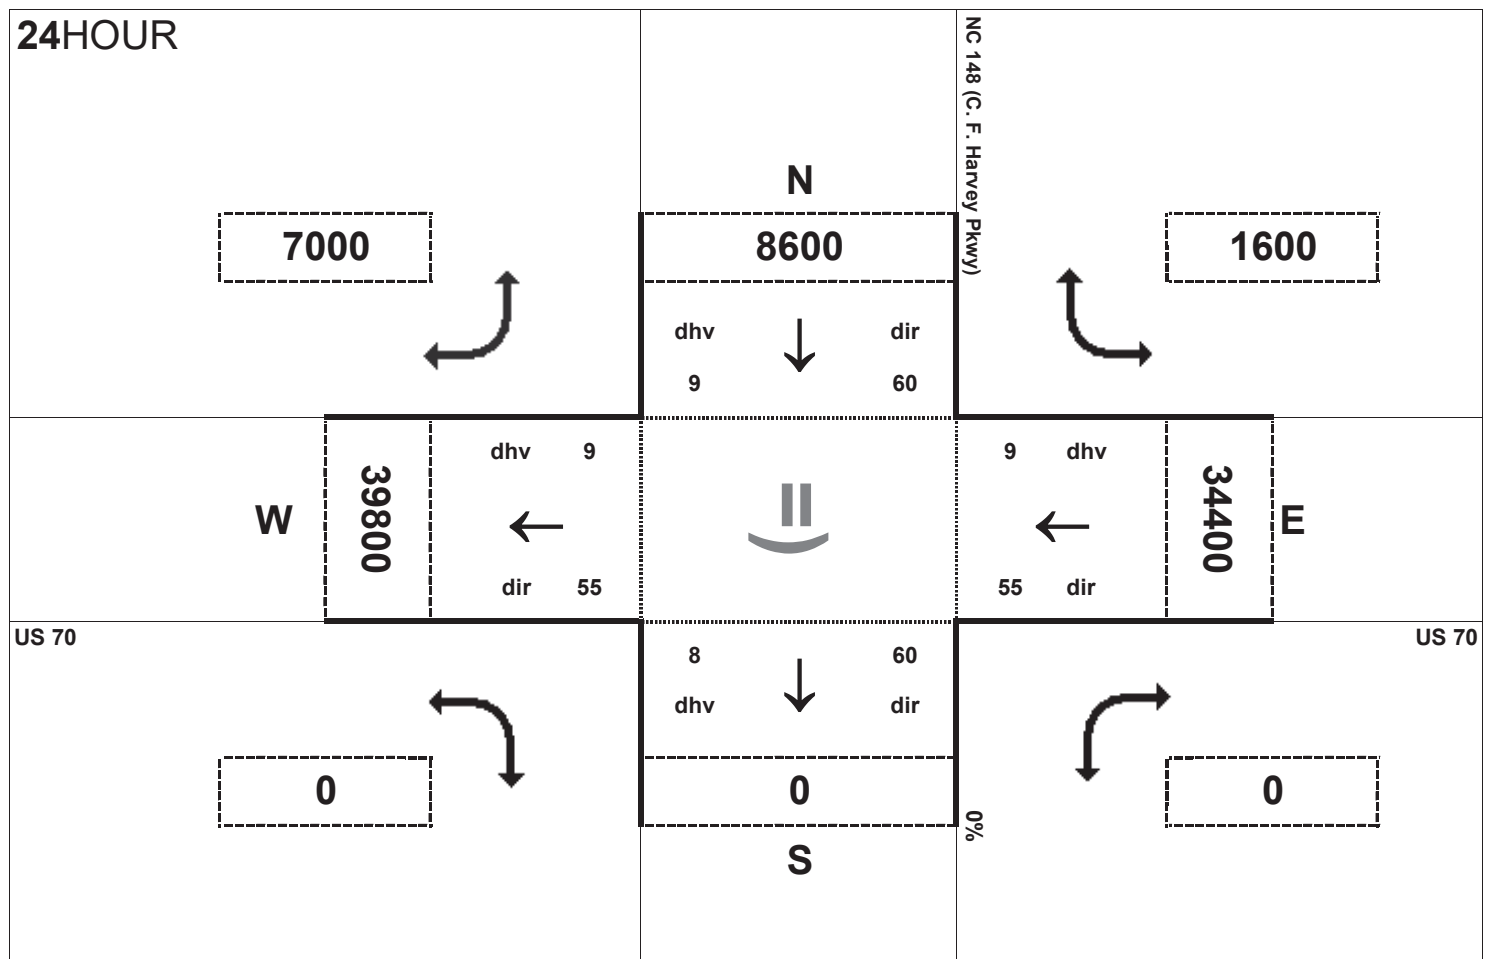 24HOUR
NC 148 (C. F. Harvey Pkwy)
N
7000
8600
1600
dhv
dir
9
60
dhv 9
9 dhv
W
39800
34400
E
dir 55
55 dir
US 70
US 70
8
60
dhv
dir
0
0
0
0%
S